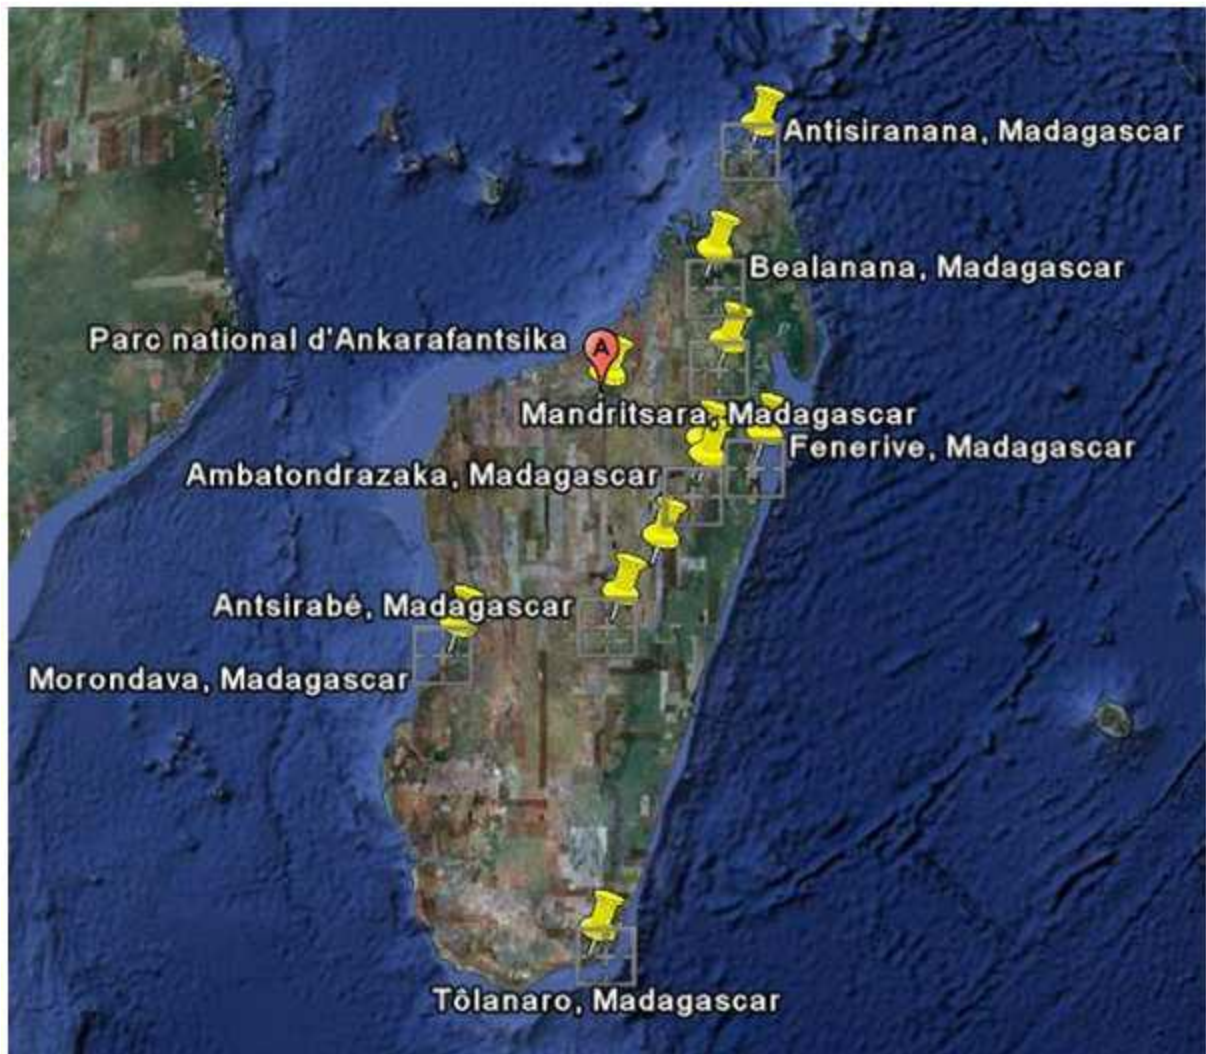 Antisiranana, Madagascar
Bealanana, Madagascar
Parc national d'Ankarafantsika
A
Mandritsara, Madagascar
Fenerive, Madagascar
Ambatondrazaka, Madagascar
Antsirabé, Madagascar
Morondava, Madagascar
Tôlanaro, Madagascar